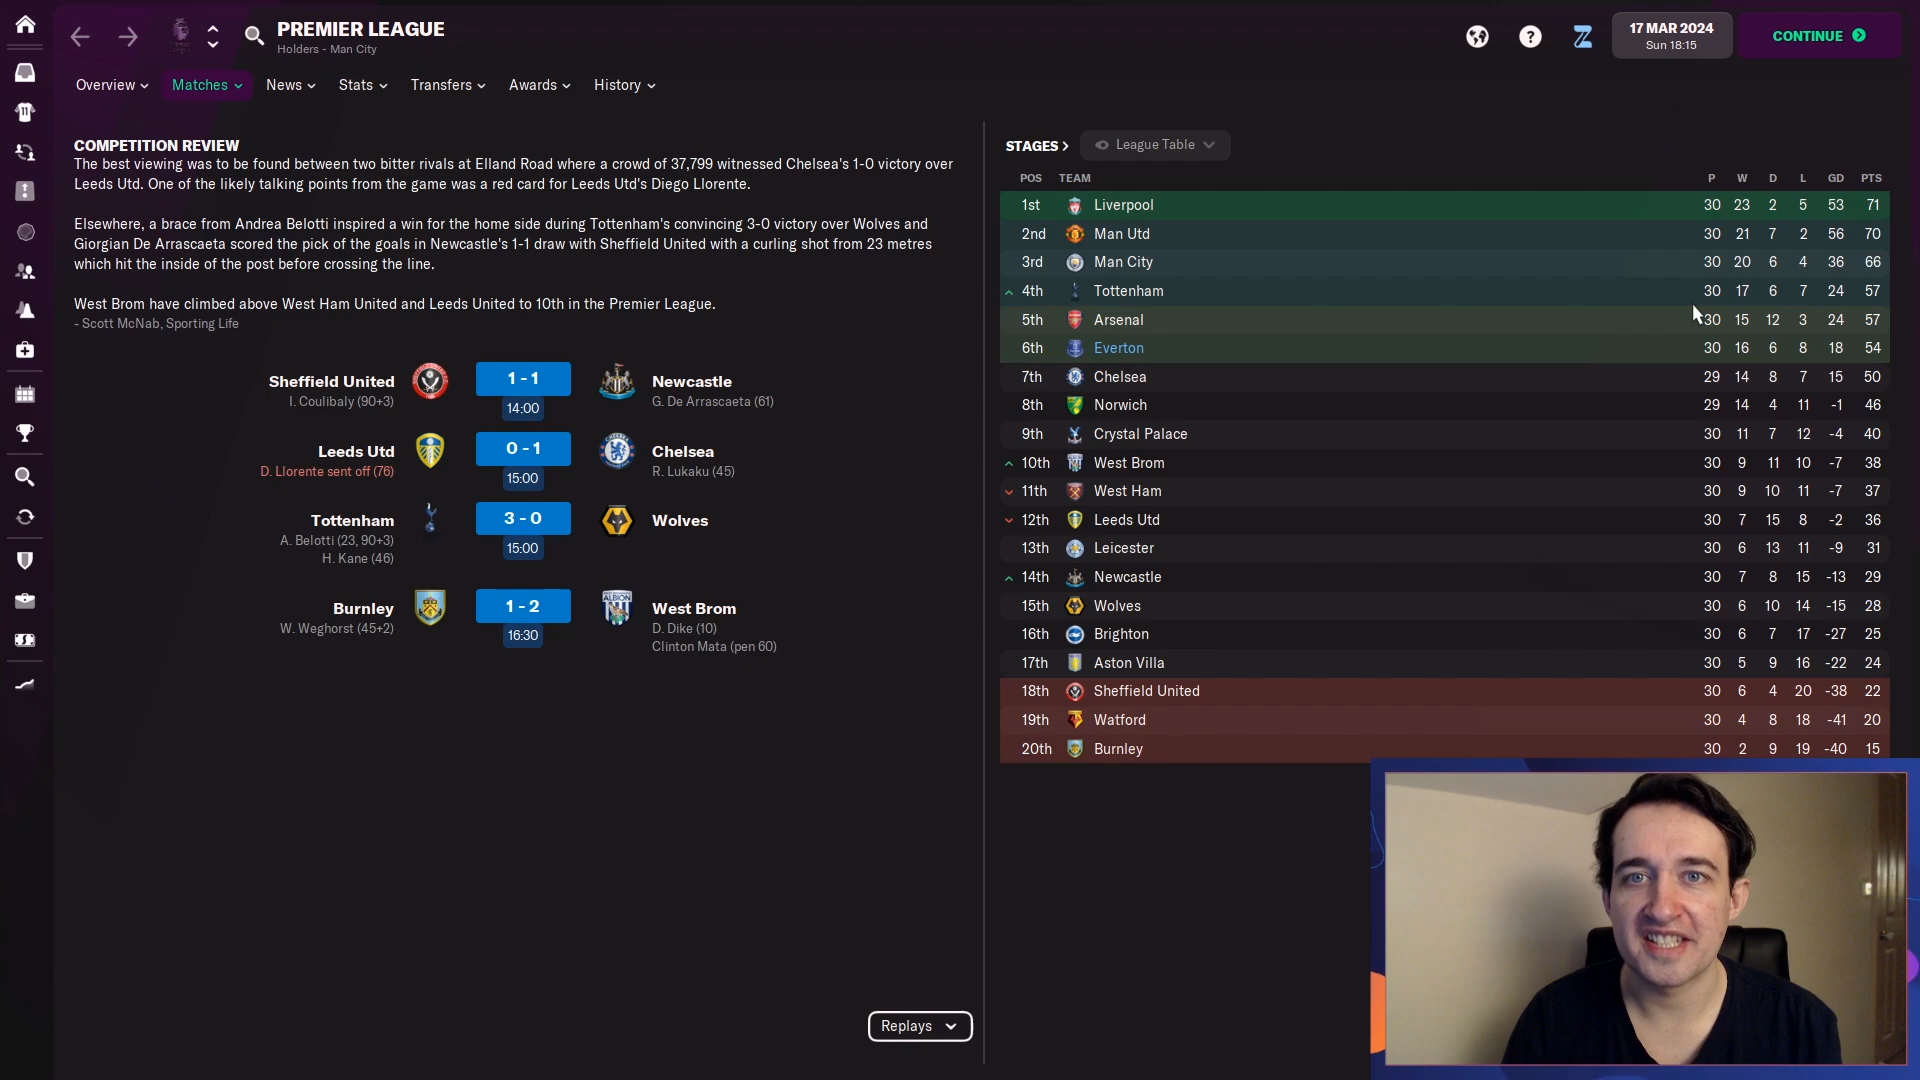 PREMIER LEAGUE
Holders - Man City
17 MAR 2024
Sun 18:15
CONTINUE
Overview
Matches
News
Stats
Transfers
Awards
History
COMPETITION REVIEW
The best viewing was to be found between two bitter rivals at Elland Road where a crowd of 37,799 witnessed Chelsea's 1-0 victory over
Leeds Utd. One of the likely talking points from the game was a red card for Leeds Utd's Diego Llorente.
Elsewhere, a brace from Andrea Belotti inspired a win for the home side during Tottenham's convincing 3-0 victory over Wolves and
Giorgian De Arrascaeta scored the pick of the goals in Newcastle's 1-1 draw with Sheffield United with a curling shot from 23 metres
which hit the inside of the post before crossing the line.
West Brom have climbed above West Ham United and Leeds United to 10th in the Premier League.
- Scott McNab, Sporting Life
Sheffield United 1 - 1 Newcastle
I. Coulibaly (90+3) 14:00 G. De Arrascaeta (61)
Leeds Utd 0 - 1 Chelsea
D. Llorente sent off (76) 15:00 R. Lukaku (45)
Tottenham 3 - 0 Wolves
A. Belotti (23, 90+3) 15:00
H. Kane (46)
Burnley 1 - 2 West Brom
W. Weghorst (45+2) 16:30 D. Dike (10)
Clinton Mata (pen 60)
Replays
STAGES > League Table
POS TEAM P W D L GD PTS
1st Liverpool 30 23 2 5 53 71
2nd Man Utd 30 21 7 2 56 70
3rd Man City 30 20 6 4 36 66
4th Tottenham 30 17 6 7 24 57
5th Arsenal 30 15 12 3 24 57
6th Everton 30 16 6 8 18 54
7th Chelsea 29 14 8 7 15 50
8th Norwich 29 14 4 11 -1 46
9th Crystal Palace 30 11 7 12 -4 40
10th West Brom 30 9 11 10 -7 38
11th West Ham 30 9 10 11 -7 37
12th Leeds Utd 30 7 15 8 -2 36
13th Leicester 30 6 13 11 -9 31
14th Newcastle 30 7 8 15 -13 29
15th Wolves 30 6 10 14 -15 28
16th Brighton 30 6 7 17 -27 25
17th Aston Villa 30 5 9 16 -22 24
18th Sheffield United 30 6 4 20 -38 22
19th Watford 30 4 8 18 -41 20
20th Burnley 30 2 9 19 -40 15